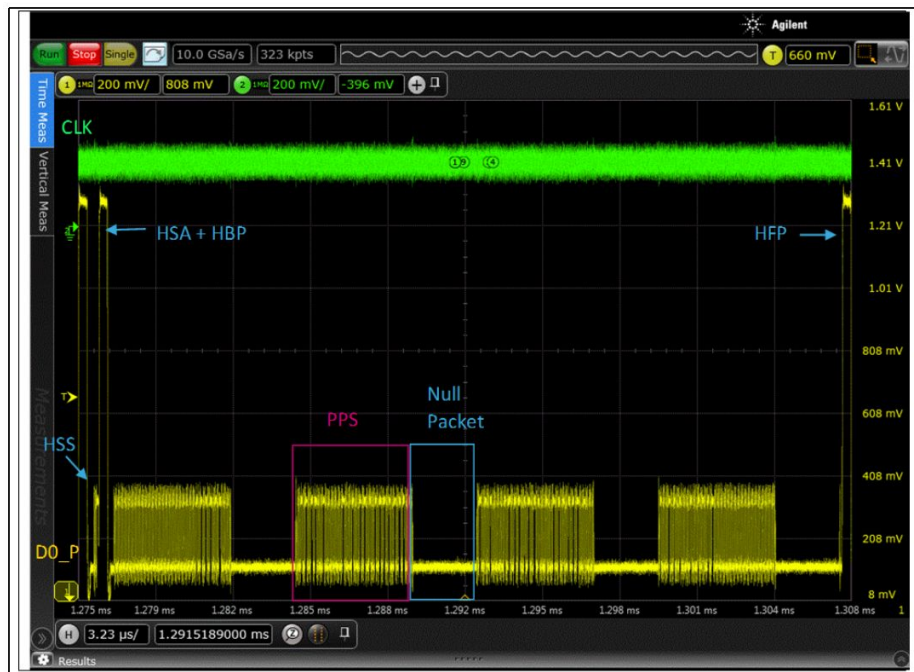 Agilent
Run Stop Single 10.0 GSa/s 323 kpts T 660 mV
1 1MΩ 200 mV/ 808 mV 2 1MΩ 200 mV/ -396 mV +
Time Meas
Vertical Meas
Measurements
CLK
1.61 V
1.41 V
HSA + HBP
HFP
1.21 V
1.01 V
808 mV
T
Null
Packet
PPS
608 mV
HSS
408 mV
208 mV
D0_P
8 mV
1.275 ms 1.279 ms 1.282 ms 1.285 ms 1.288 ms 1.292 ms 1.295 ms 1.298 ms 1.301 ms 1.304 ms 1.308 ms 1
H 3.23 µs/ 1.2915189000 ms
Results